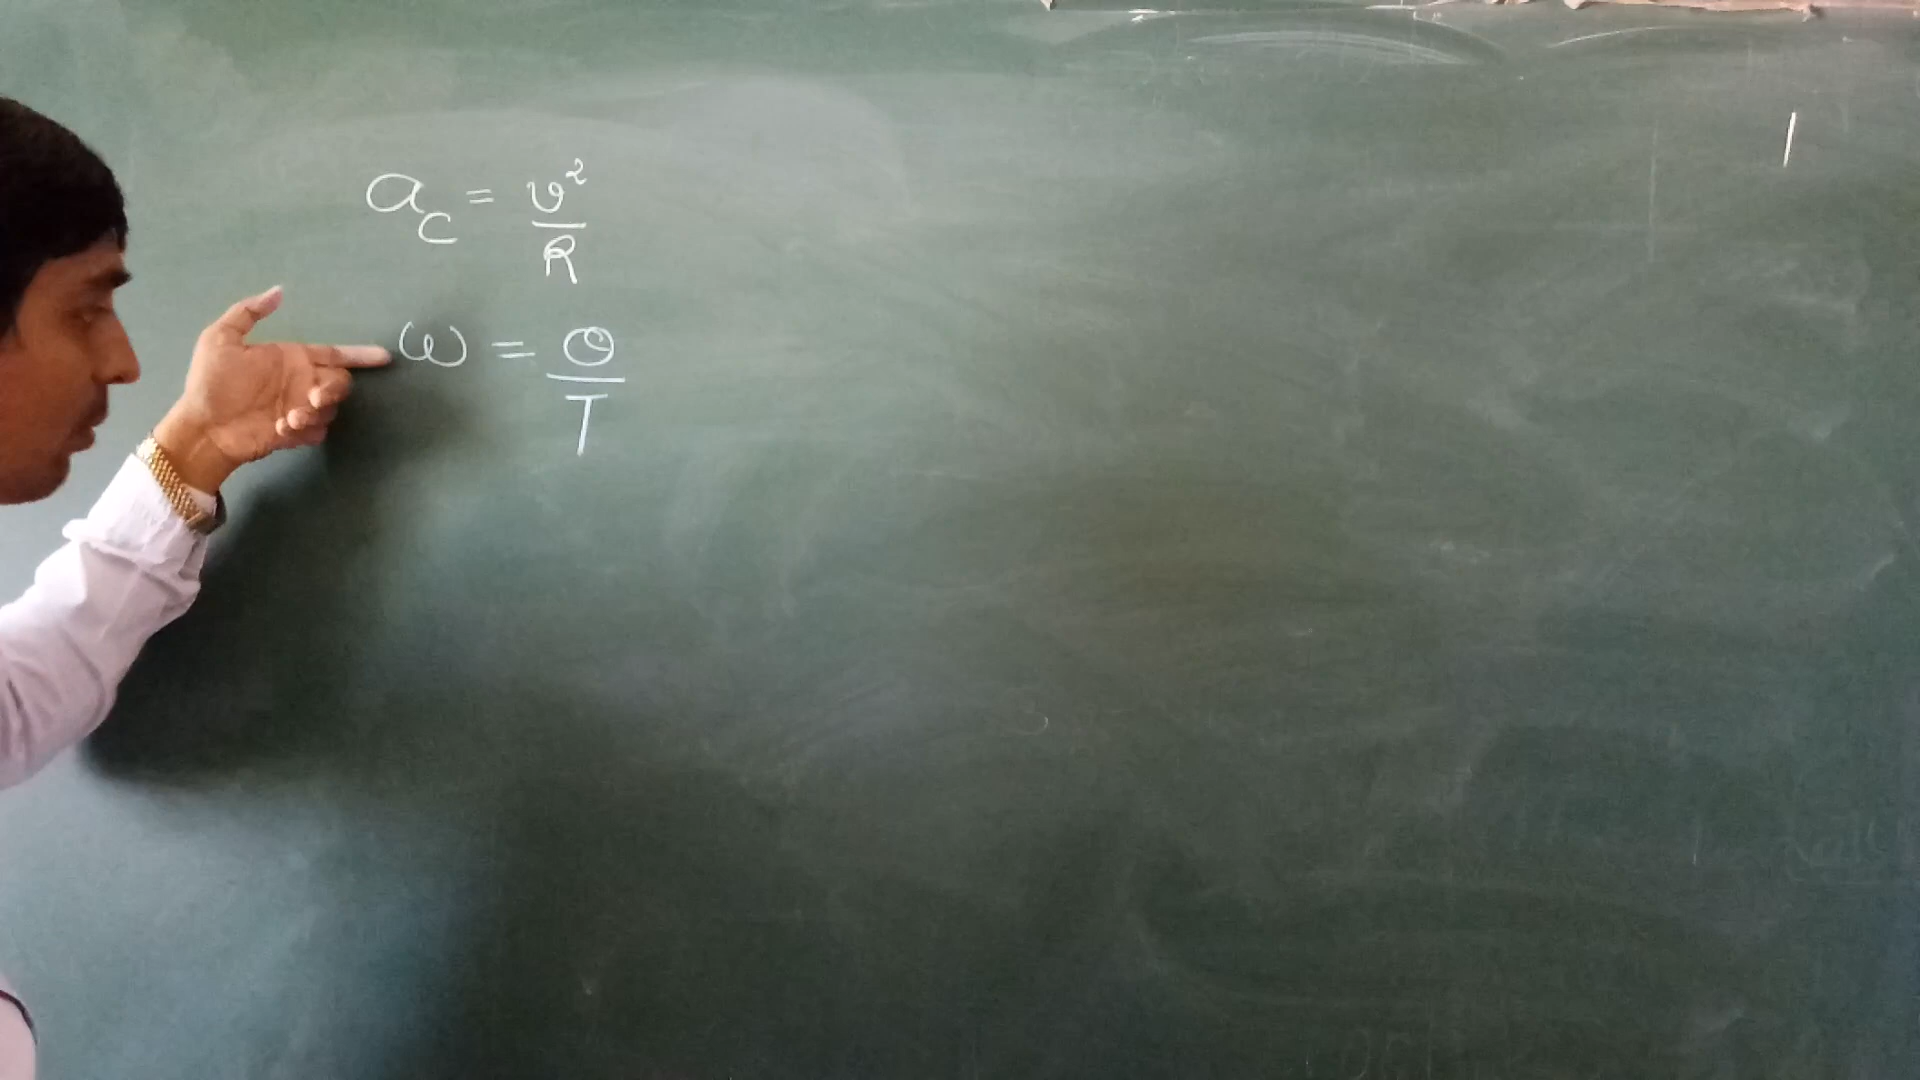 a_c = v²/R
ω = θ/T